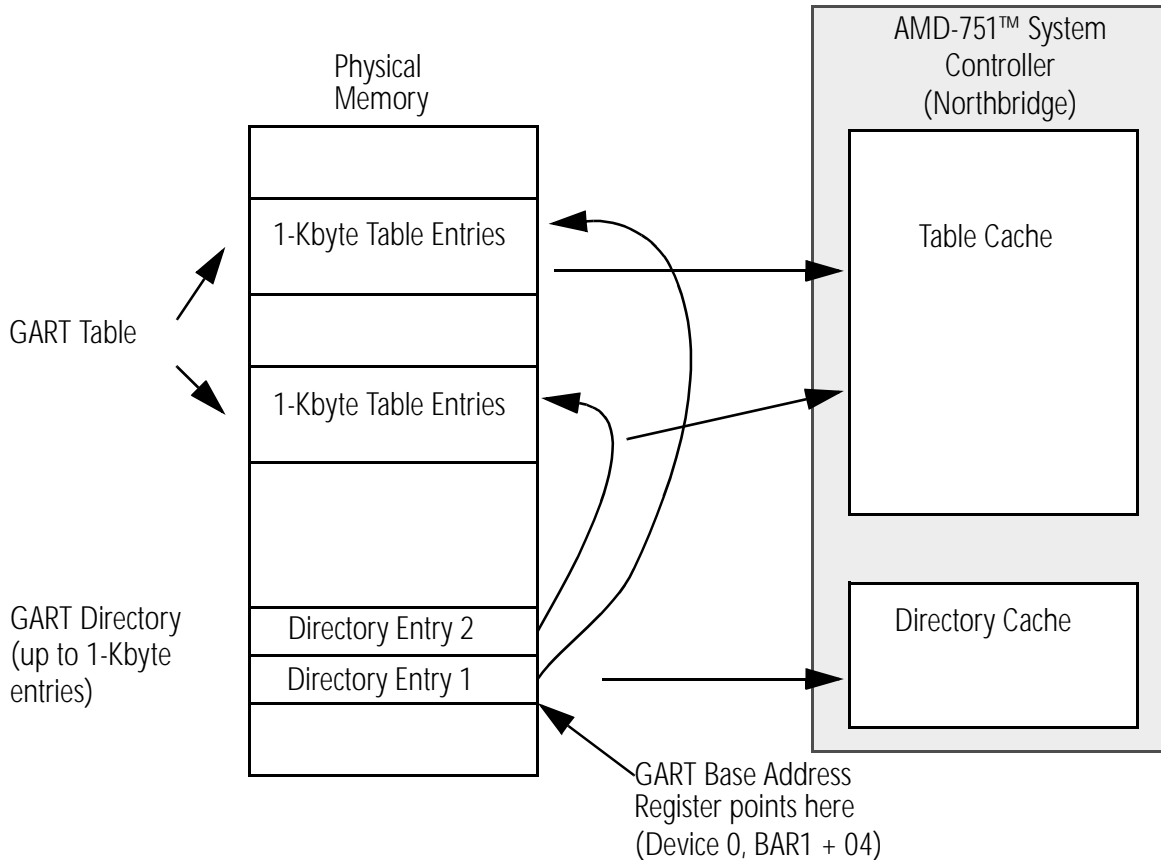 AMD-751™ System
Controller
(Northbridge)
Physical
Memory
1-Kbyte Table Entries
Table Cache
GART Table
1-Kbyte Table Entries
GART Directory
(up to 1-Kbyte
entries)
Directory Entry 2
Directory Entry 1
Directory Cache
GART Base Address
Register points here
(Device 0, BAR1 + 04)